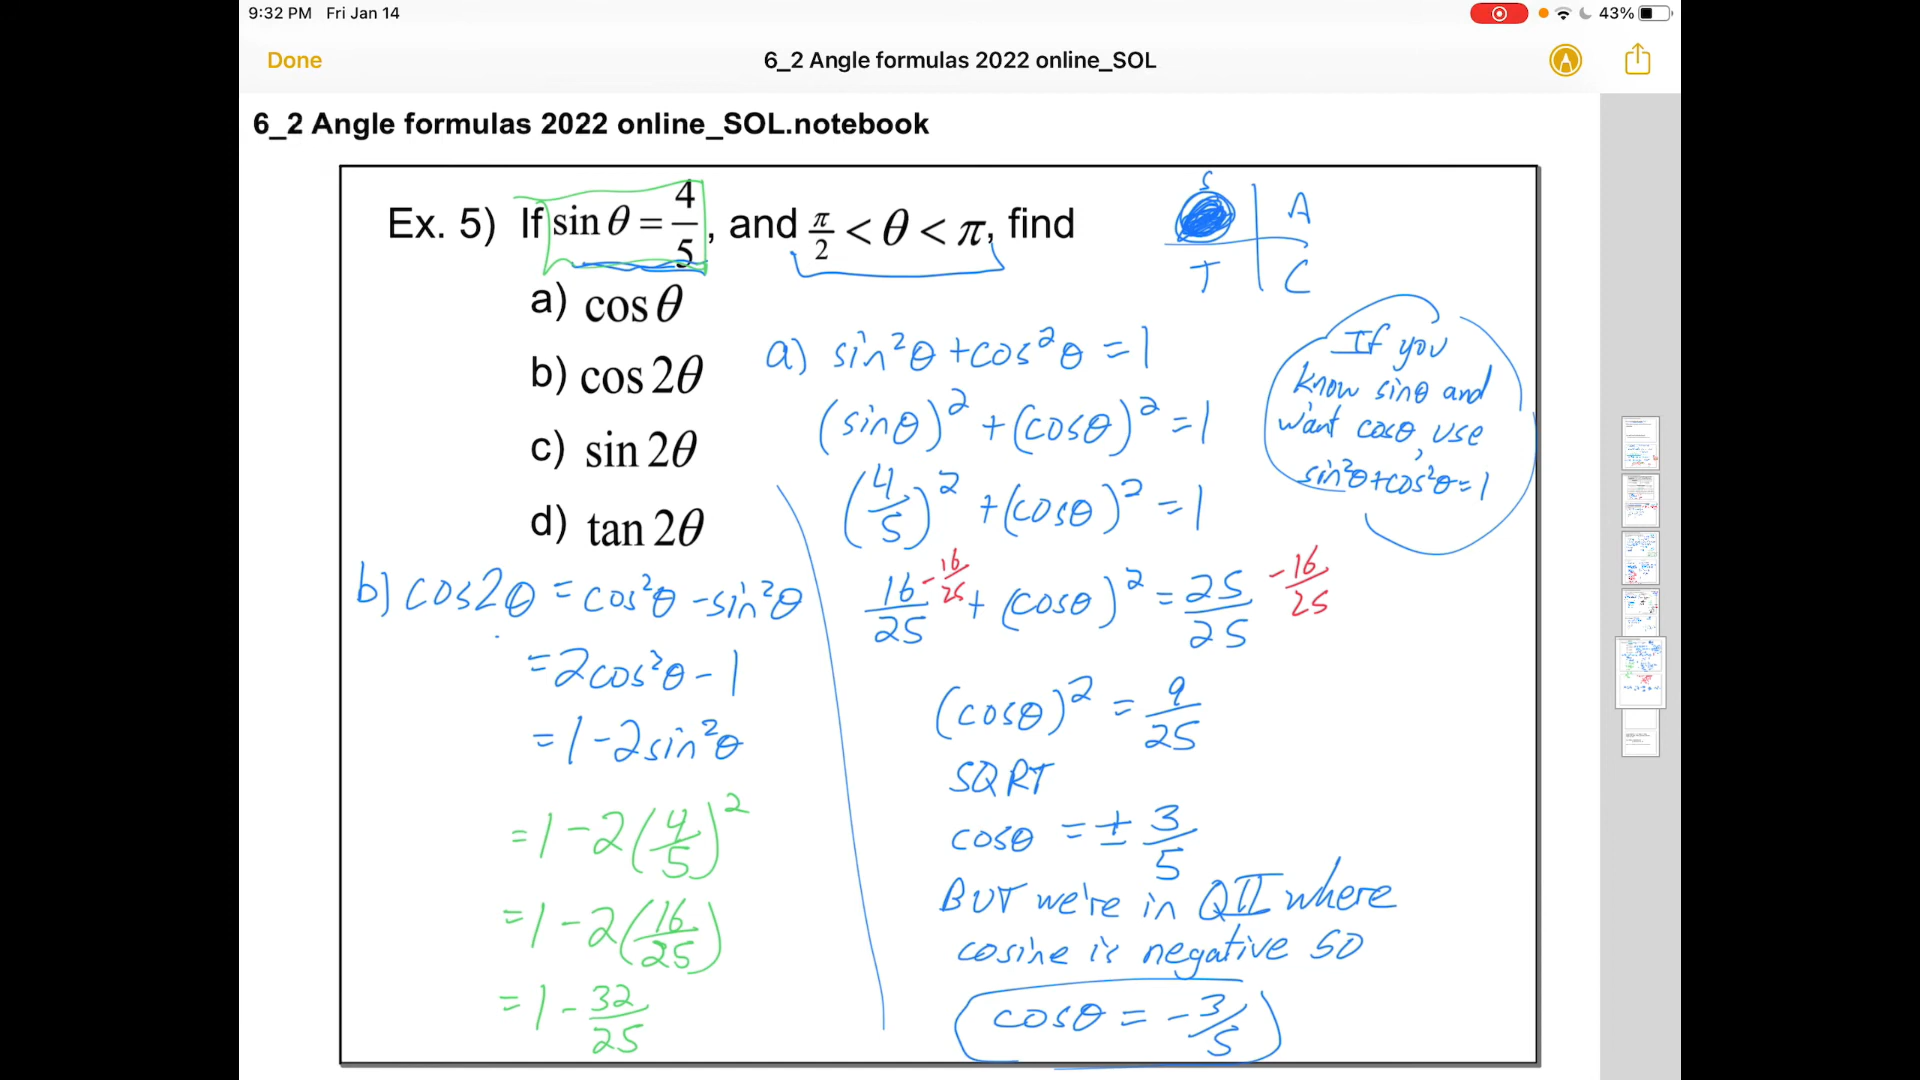 9:32 PM Fri Jan 14
43%
Done
6_2 Angle formulas 2022 online_SOL
6_2 Angle formulas 2022 online_SOL.notebook
Ex. 5) If sin θ = 4/5, and π/2 < θ < π, find
S A
T C
a) cos θ
b) cos 2θ
c) sin 2θ
d) tan 2θ
a) sin²θ + cos²θ = 1
(sinθ)² + (cosθ)² = 1
(4/5)² + (cosθ)² = 1
16/25 - 16/25 + (cosθ)² = 25/25 - 16/25
(cosθ)² = 9/25
SQRT
cosθ = ± 3/5
BUT we're in QII where
cosine is negative so
cosθ = -3/5
If you
know sinθ and
want cosθ, use
sin²θ + cos²θ = 1
b) cos2θ = cos²θ - sin²θ
= 2cos²θ - 1
= 1 - 2sin²θ
= 1 - 2(4/5)²
= 1 - 2(16/25)
= 1 - 32/25